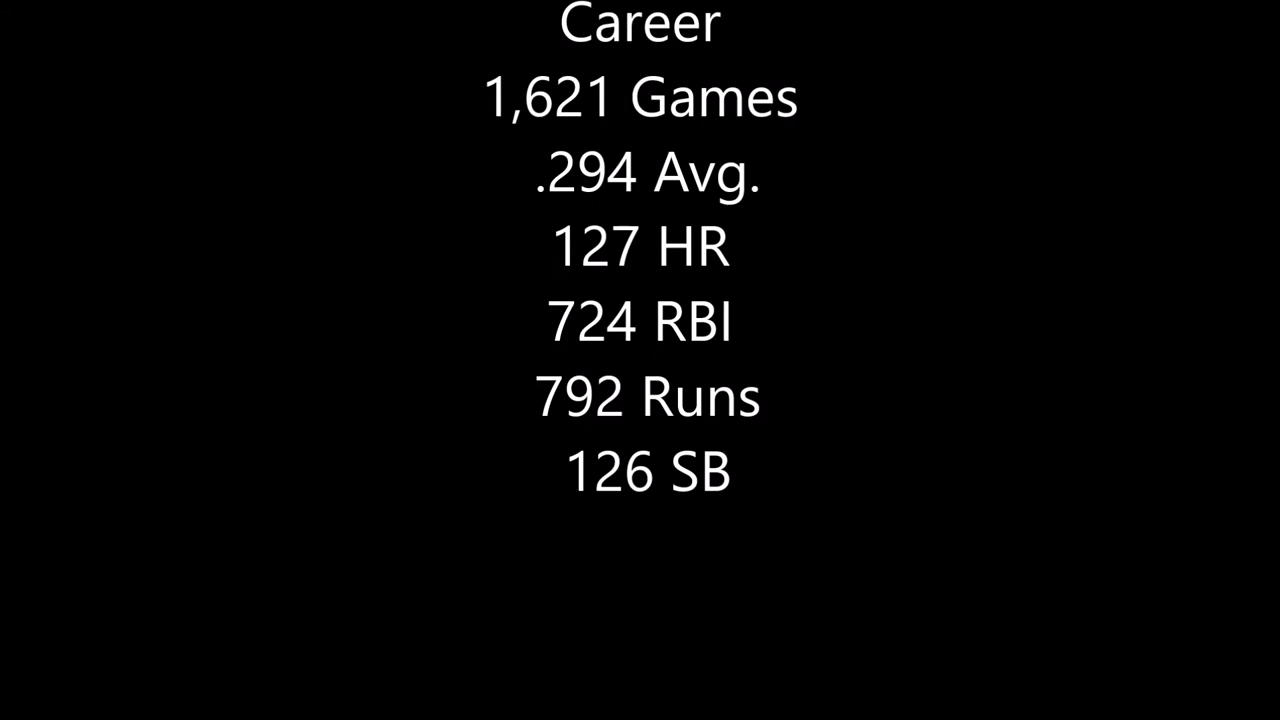 Career
1,621 Games
.294 Avg.
127 HR
724 RBI
792 Runs
126 SB